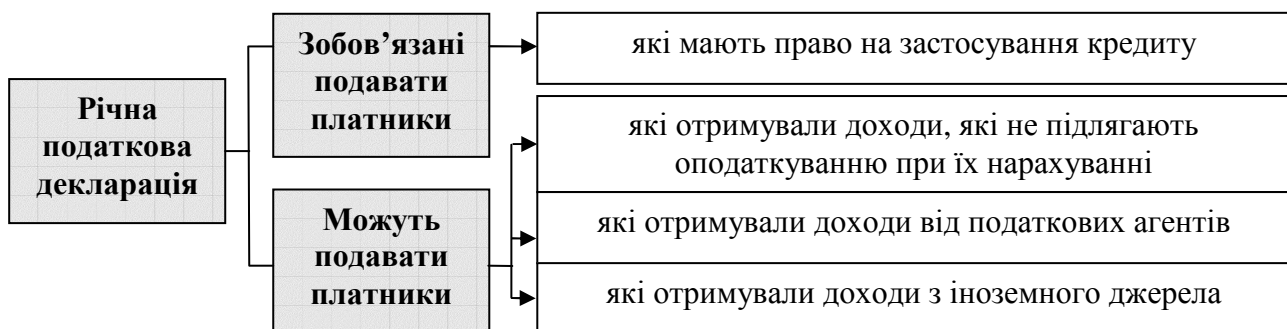 Річна
податкова
декларація
Зобов’язані
подавати
платники
які мають право на застосування кредиту
Можуть
подавати
платники
які отримували доходи, які не підлягають
оподаткуванню при їх нарахуванні
які отримували доходи від податкових агентів
які отримували доходи з іноземного джерела